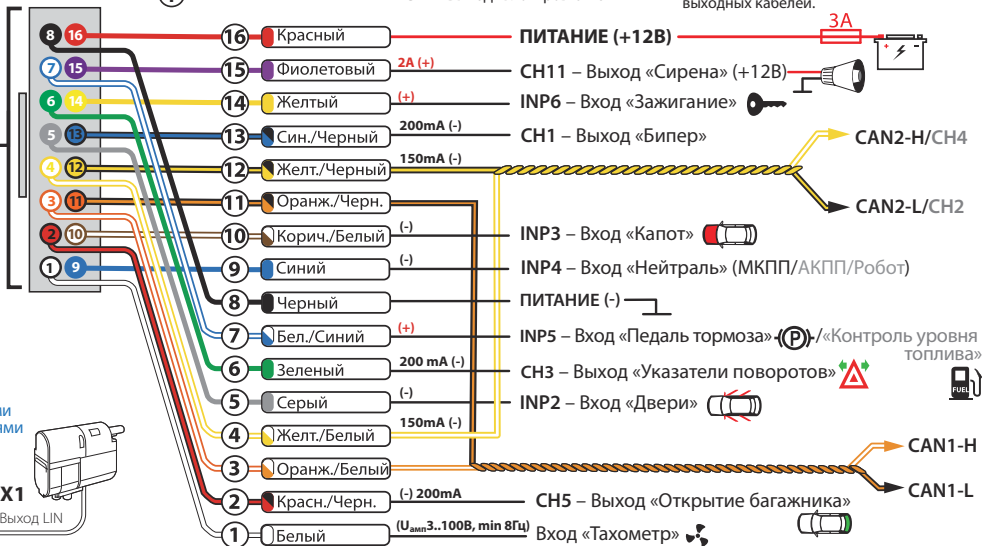 выходных кабелей.
3А
8 16 16 Красный ПИТАНИЕ (+12В)
7 15 15 Фиолетовый 2A (+) CH11 – Выход «Сирена» (+12В)
6 14 14 Желтый (+) INP6 – Вход «Зажигание»
5 13 13 Син./Черный 200mA (-) CH1 – Выход «Бипер»
CAN2-H/CH4
4 12 12 Желт./Черный 150mA (-)
3 11 11 Оранж./Черн.
CAN2-L/CH2
2 10 10 Корич./Белый (-) INP3 – Вход «Капот»
1 9 9 Синий (-) INP4 – Вход «Нейтраль» (МКПП/АКПП/Робот)
8 Черный ПИТАНИЕ (-)
7 Бел./Синий (+) INP5 – Вход «Педаль тормоза» (P) /«Контроль уровня
топлива»
6 Зеленый 200 mA (-) CH3 – Выход «Указатели поворотов»
FUEL
5 Серый (-) INP2 – Вход «Двери»
4 Желт./Белый 150mA (-)
CAN1-H
3 Оранж./Белый
CAN1-L
2 Красн./Черн. (-) 200mA CH5 – Выход «Открытие багажника»
1 Белый (Uамп3..100В, min 8Гц) Вход «Тахометр»
ми
ями
X1
Выход LIN